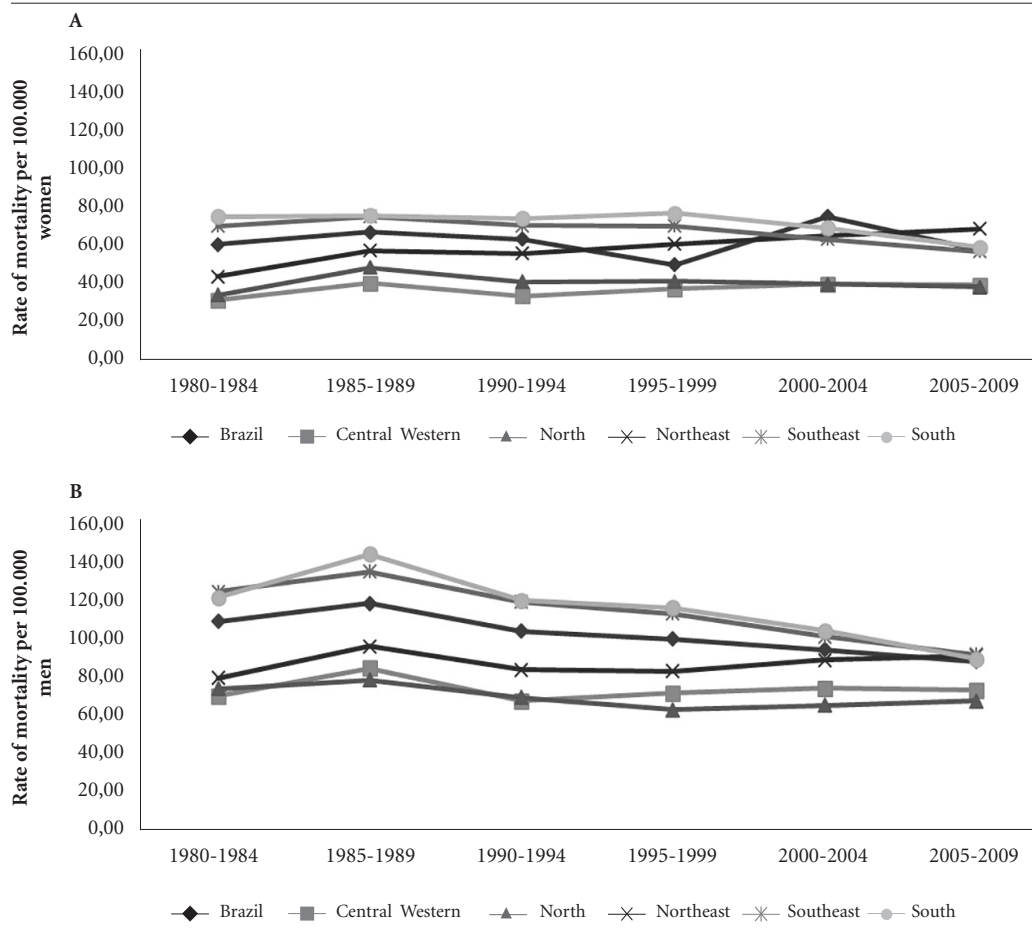 A
160,00
140,00
120,00
100,00
80,00
60,00
40,00
20,00
0,00
Rate of mortality per 100.000
women
1980-1984 1985-1989 1990-1994 1995-1999 2000-2004 2005-2009
Brazil Central Western North Northeast Southeast South
B
160,00
140,00
120,00
100,00
80,00
60,00
40,00
20,00
0,00
Rate of mortality per 100.000
men
1980-1984 1985-1989 1990-1994 1995-1999 2000-2004 2005-2009
Brazil Central Western North Northeast Southeast South